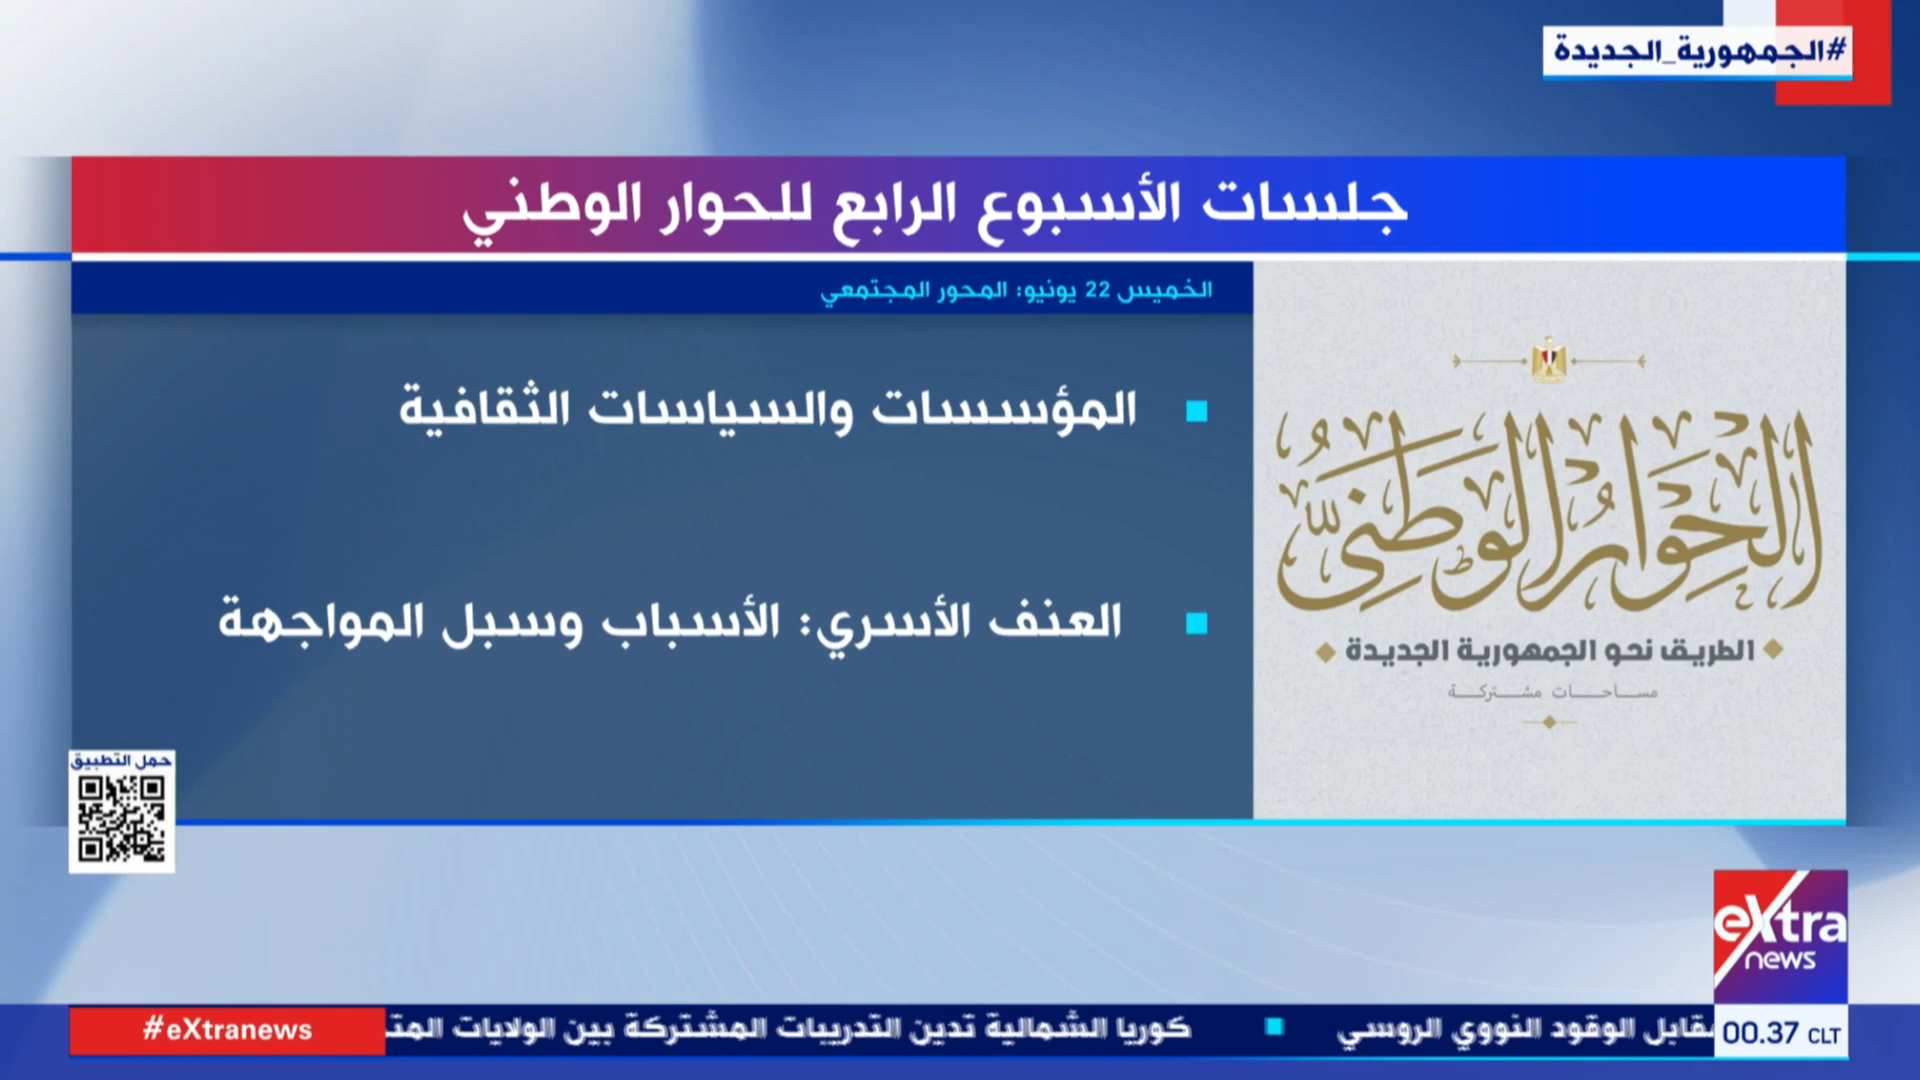 #الجمهورية_الجديدة
جلسات الأسبوع الرابع للحوار الوطني
الخميس 22 يونيو: المحور المجتمعي
المؤسسات والسياسات الثقافية
العنف الأسري: الأسباب وسبل المواجهة
الحوار الوطني
الطريق نحو الجمهورية الجديدة
مساحات مشتركة
حمل التطبيق
eXtra
news
مقابل الوقود النووي الروسي
كوريا الشمالية تدين التدريبات المشتركة بين الولايات
#eXtranews
00.37 CLT